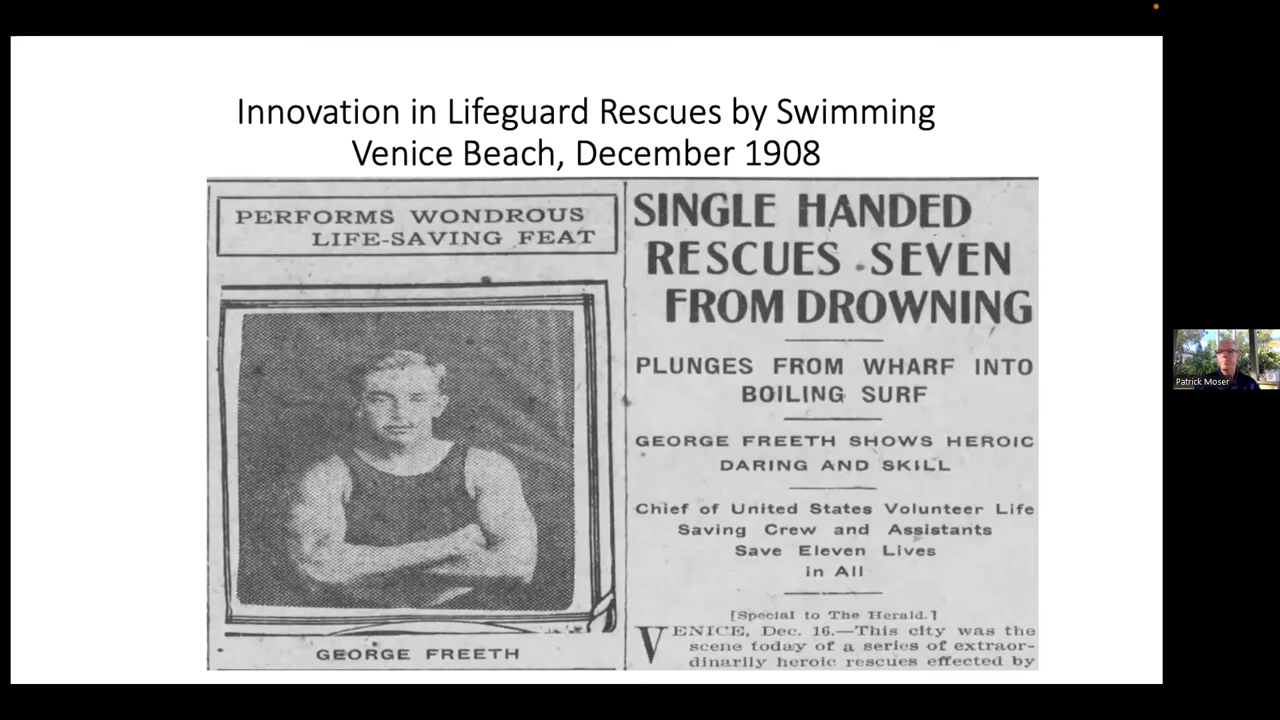 Innovation in Lifeguard Rescues by Swimming
Venice Beach, December 1908
PERFORMS WONDROUS
LIFE-SAVING FEAT
GEORGE FREETH
SINGLE HANDED
RESCUES SEVEN
FROM DROWNING
PLUNGES FROM WHARF INTO
BOILING SURF
GEORGE FREETH SHOWS HEROIC
DARING AND SKILL
Chief of United States Volunteer Life
Saving Crew and Assistants
Save Eleven Lives
in All
[Special to The Herald.]
VENICE, Dec. 16.—This city was the
scene today of a series of extraor-
dinarily heroic rescues effected by
Patrick Moser